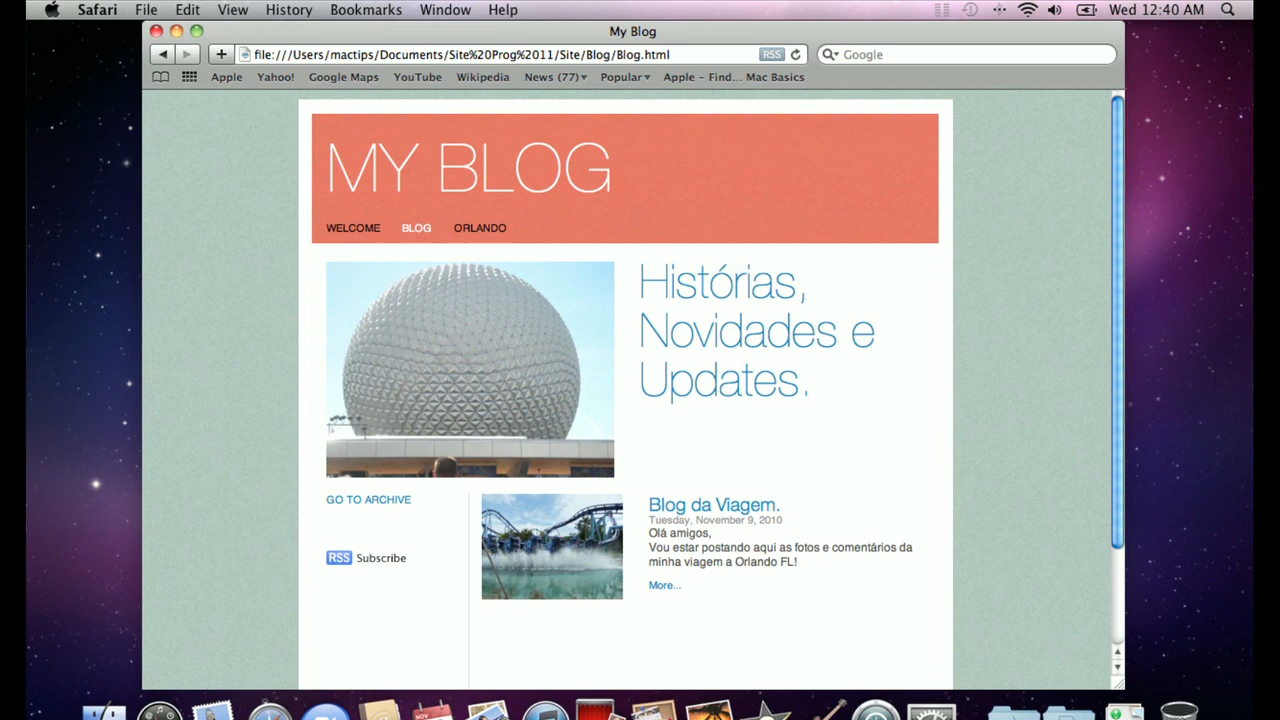 Safari File Edit View History Bookmarks Window Help Wed 12:40 AM
My Blog
file:///Users/mactips/Documents/Site%20Prog%2011/Site/Blog/Blog.html RSS Google
Apple Yahoo! Google Maps YouTube Wikipedia News (77) Popular Apple – Find... Mac Basics
MY BLOG
WELCOME BLOG ORLANDO
Histórias,
Novidades e
Updates.
GO TO ARCHIVE
RSS Subscribe
Blog da Viagem.
Tuesday, November 9, 2010
Olá amigos,
Vou estar postando aqui as fotos e comentários da
minha viagem a Orlando FL!
More...